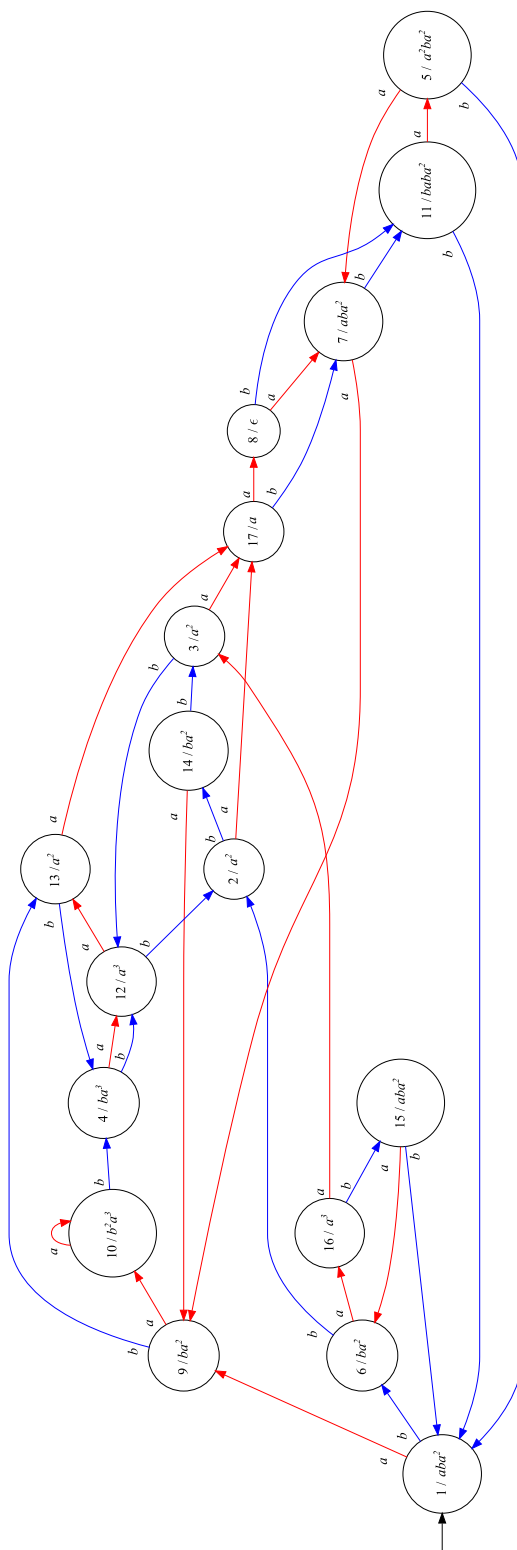 5 / a²ba²
a
b
a
11 / baba²
b
b
7 / aba²
a
b
a
8 / ϵ
a
b
17 / a
a
3 / a²
b
b
14 / ba²
a
a
13 / a²
b
b
a
2 / a²
a
12 / a³
b
a
b
4 / ba³
b
a
10 / b²a³
a
b
9 / ba²
15 / aba²
a
b
a
b
16 / a³
a
b
6 / ba²
a
b
1 / aba²